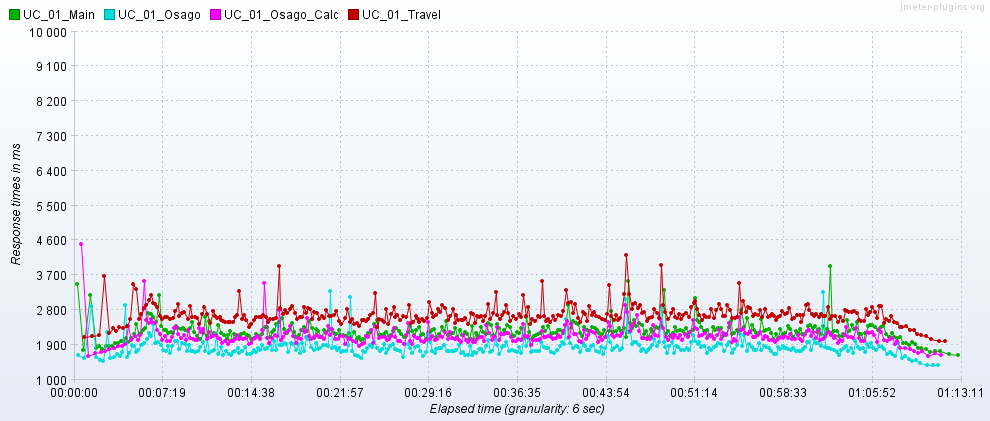 UC_01_Main UC_01_Osago UC_01_Osago_Calc UC_01_Travel
jmeter-plugins.org
10 000
9 100
8 200
7 300
6 400
5 500
4 600
3 700
2 800
1 900
1 000
Response times in ms
00:00:00 00:07:19 00:14:38 00:21:57 00:29:16 00:36:35 00:43:54 00:51:14 00:58:33 01:05:52 01:13:11
Elapsed time (granularity: 6 sec)